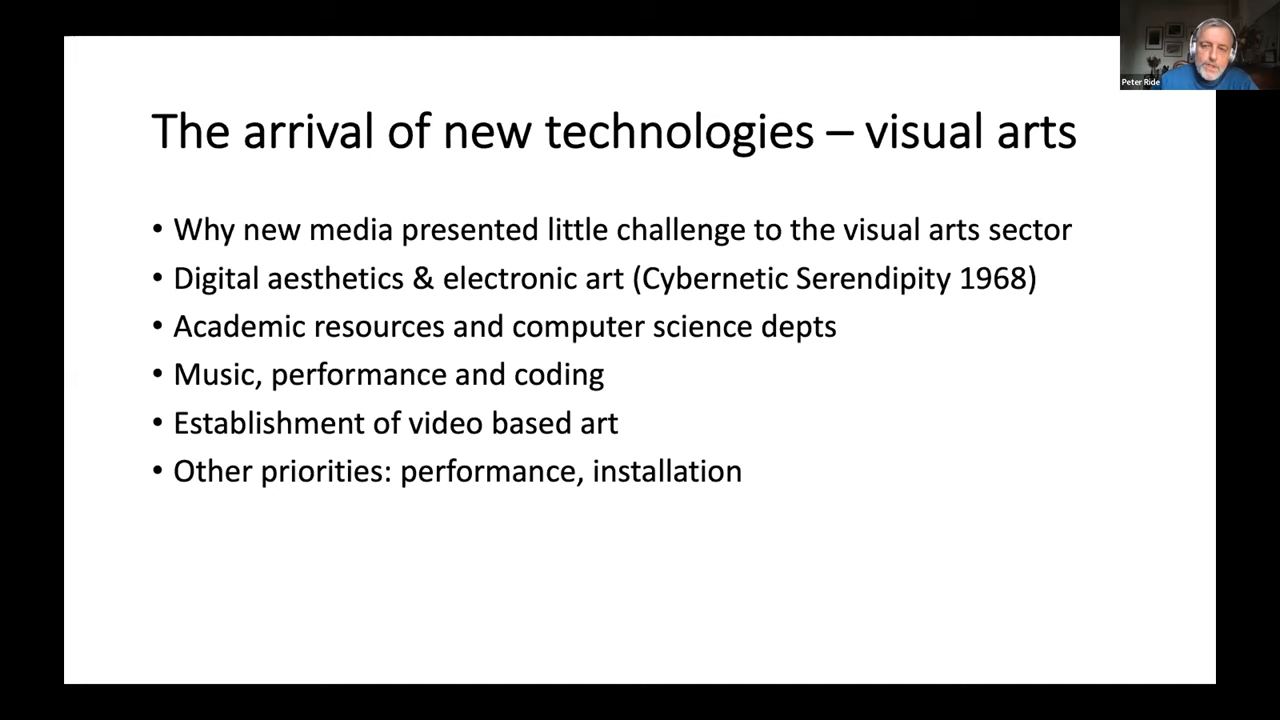 The arrival of new technologies – visual arts
• Why new media presented little challenge to the visual arts sector
• Digital aesthetics & electronic art (Cybernetic Serendipity 1968)
• Academic resources and computer science depts
• Music, performance and coding
• Establishment of video based art
• Other priorities: performance, installation
Peter Ride